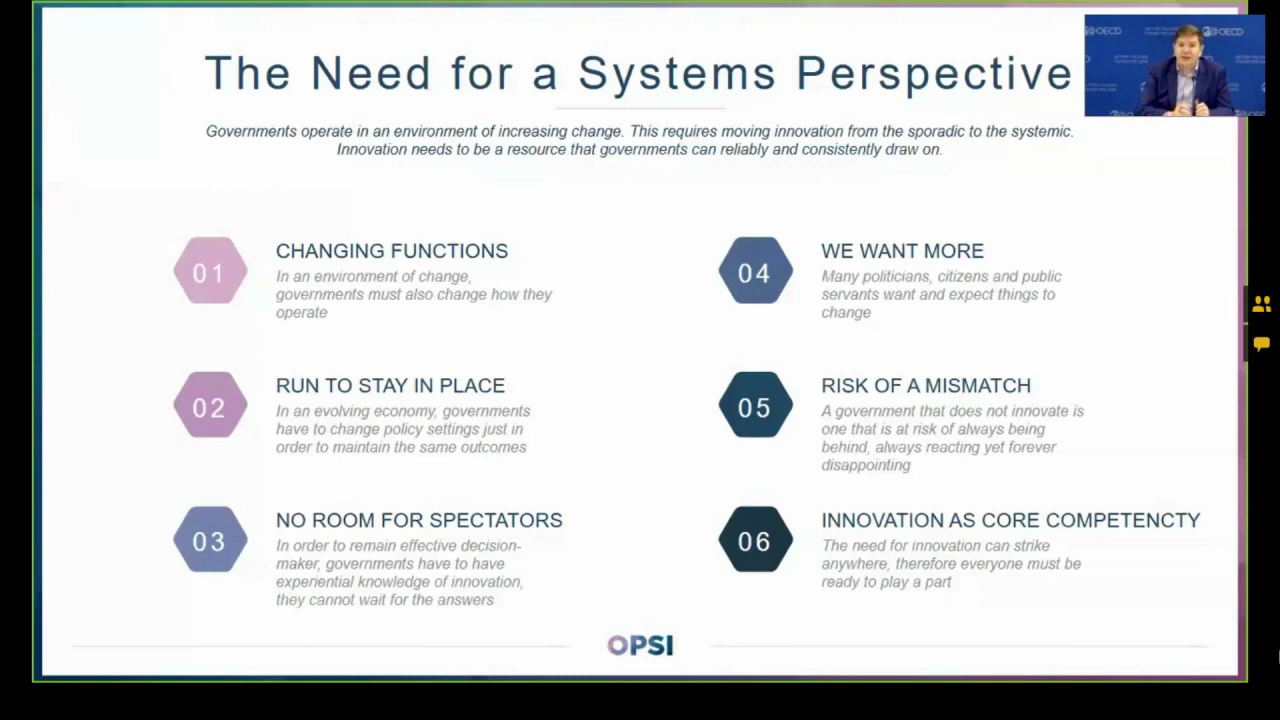 The Need for a Systems Perspective
Governments operate in an environment of increasing change. This requires moving innovation from the sporadic to the systemic.
Innovation needs to be a resource that governments can reliably and consistently draw on.
01
CHANGING FUNCTIONS
In an environment of change,
governments must also change how they
operate
02
RUN TO STAY IN PLACE
In an evolving economy, governments
have to change policy settings just in
order to maintain the same outcomes
03
NO ROOM FOR SPECTATORS
In order to remain effective decision-
maker, governments have to have
experiential knowledge of innovation,
they cannot wait for the answers
04
WE WANT MORE
Many politicians, citizens and public
servants want and expect things to
change
05
RISK OF A MISMATCH
A government that does not innovate is
one that is at risk of always being
behind, always reacting yet forever
disappointing
06
INNOVATION AS CORE COMPETENCTY
The need for innovation can strike
anywhere, therefore everyone must be
ready to play a part
OPSI
OECD
OECD